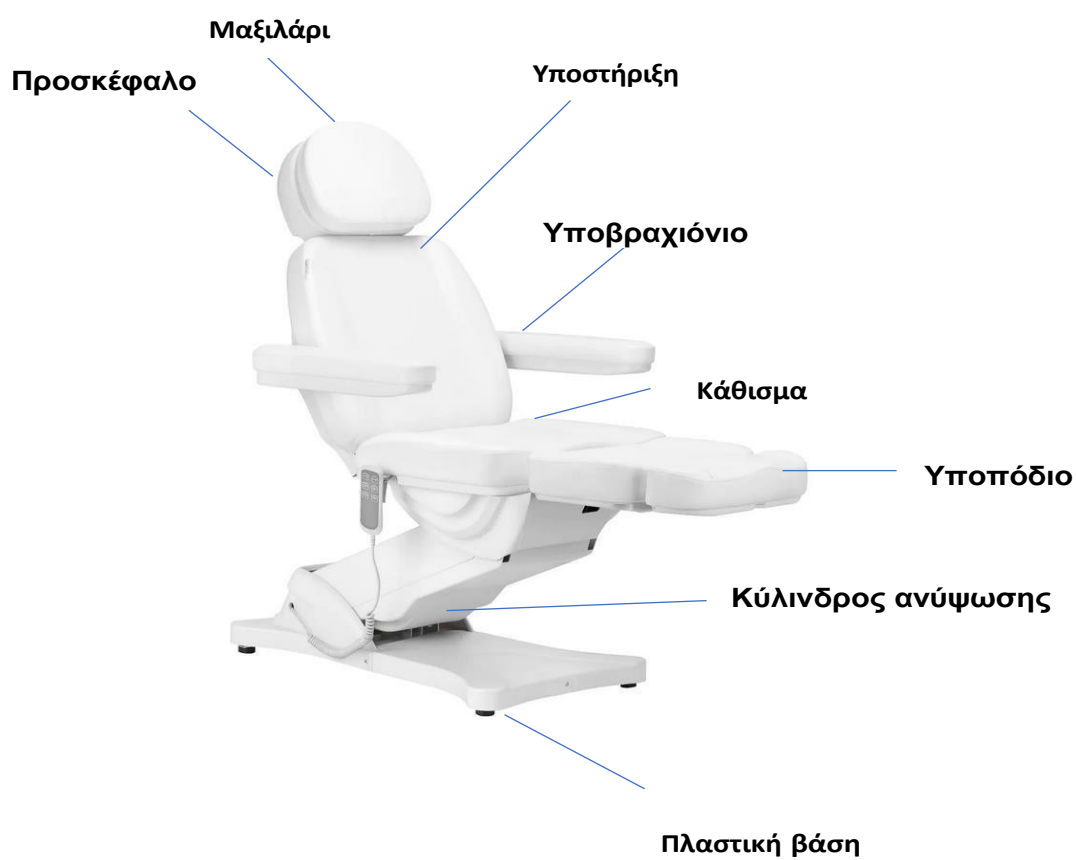 Μαξιλάρι
Προσκέφαλο
Υποστήριξη
Υποβραχιόνιο
Κάθισμα
Υποπόδιο
Κύλινδρος ανύψωσης
Πλαστική βάση